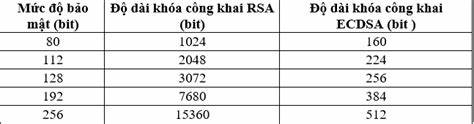 Mức độ bảo mật (bit) Độ dài khóa công khai RSA (bit) Độ dài khóa công khai ECDSA (bit )
80 1024 160
112 2048 224
128 3072 256
192 7680 384
256 15360 512